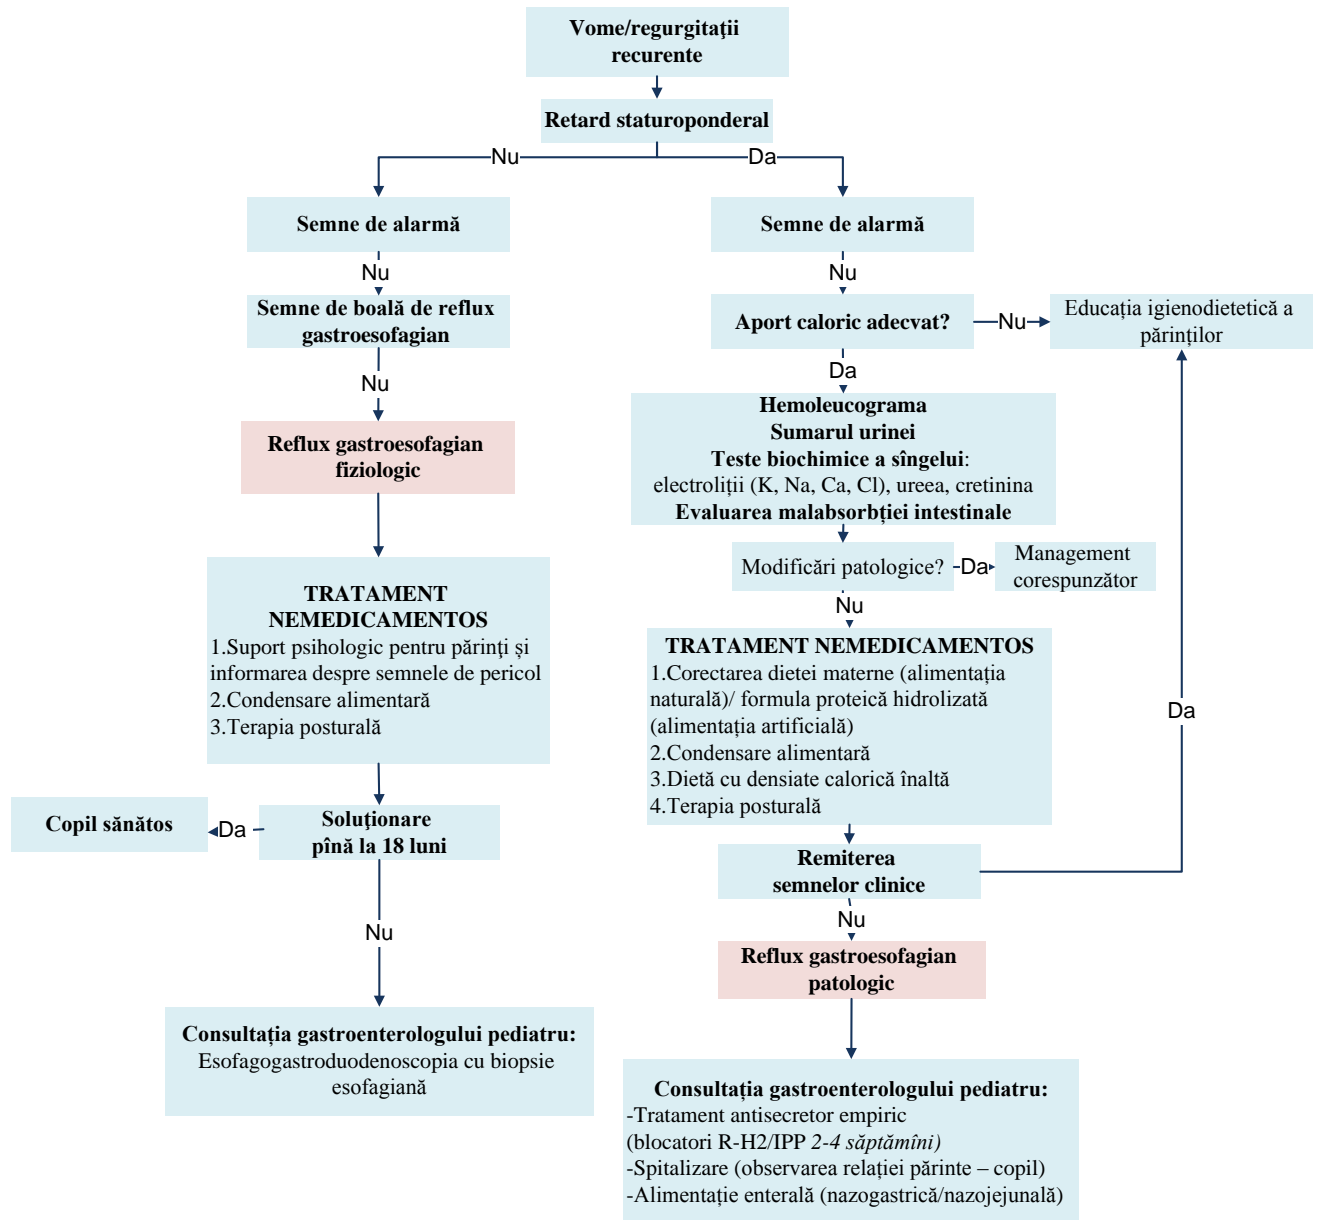 Vome/regurgitaţii
recurente
Retard staturoponderal
Nu
Da
Semne de alarmă
Semne de alarmă
Nu
Nu
Semne de boală de reflux
gastroesofagian
Aport caloric adecvat?
Nu
Educația igienodietetică a
părinților
Nu
Da
Reflux gastroesofagian
fiziologic
Hemoleucograma
Sumarul urinei
Teste biochimice a sîngelui:
electroliții (K, Na, Ca, Cl), ureea, cretinina
Evaluarea malabsorbției intestinale
Modificări patologice?
Da
Management
corespunzător
Nu
TRATAMENT
NEMEDICAMENTOS
1.Suport psihologic pentru părinţi și
informarea despre semnele de pericol
2.Condensare alimentară
3.Terapia posturală
TRATAMENT NEMEDICAMENTOS
1.Corectarea dietei materne (alimentația
naturală)/ formula proteică hidrolizată
(alimentația artificială)
2.Condensare alimentară
3.Dietă cu densiate calorică înaltă
4.Terapia posturală
Da
Copil sănătos
Da
Soluţionare
pînă la 18 luni
Remiterea
semnelor clinice
Nu
Nu
Reflux gastroesofagian
patologic
Consultația gastroenterologului pediatru:
Esofagogastroduodenoscopia cu biopsie
esofagiană
Consultația gastroenterologului pediatru:
-Tratament antisecretor empiric
(blocatori R-H2/IPP 2-4 săptămîni)
-Spitalizare (observarea relației părinte – copil)
-Alimentație enterală (nazogastrică/nazojejunală)